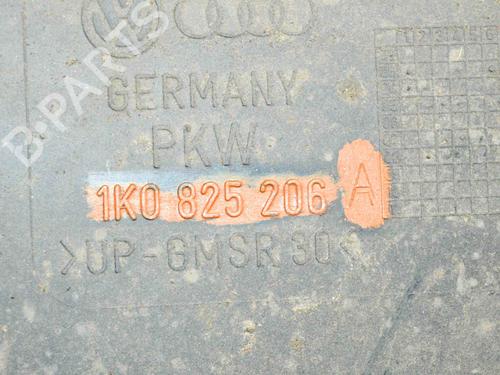 B-PARTS
GERMANY
PKW
1K0 825 206 A
>UP-GMSR 30<